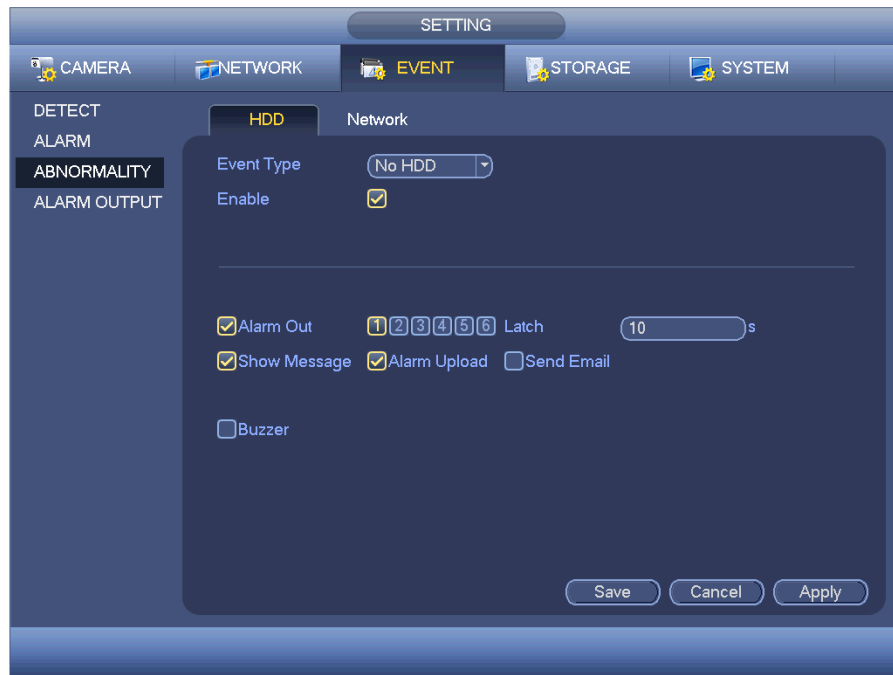 SETTING
CAMERA NETWORK EVENT STORAGE SYSTEM
DETECT
ALARM
ABNORMALITY
ALARM OUTPUT
HDD Network
Event Type No HDD
Enable
Alarm Out 1 2 3 4 5 6 Latch 10 s
Show Message Alarm Upload Send Email
Buzzer
Save Cancel Apply